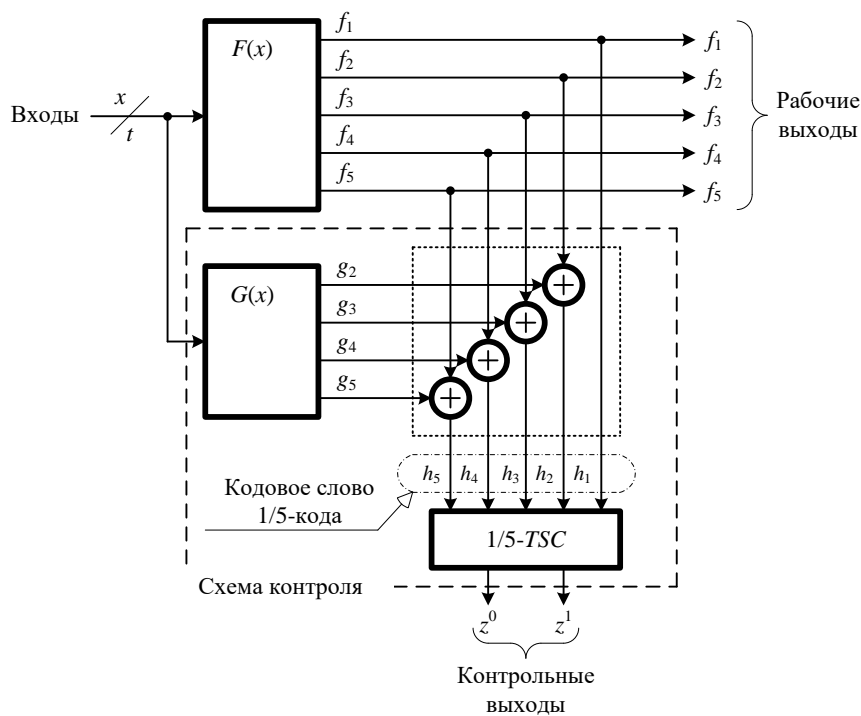 F(x)
f1
f2
f3
f4
f5
f1
f2
f3
f4
f5
Рабочие
выходы
Входы
x
t
G(x)
g2
g3
g4
g5
+
+
+
+
h5 h4 h3 h2 h1
Кодовое слово
1/5-кода
1/5-TSC
Схема контроля
z0 z1
Контрольные
выходы